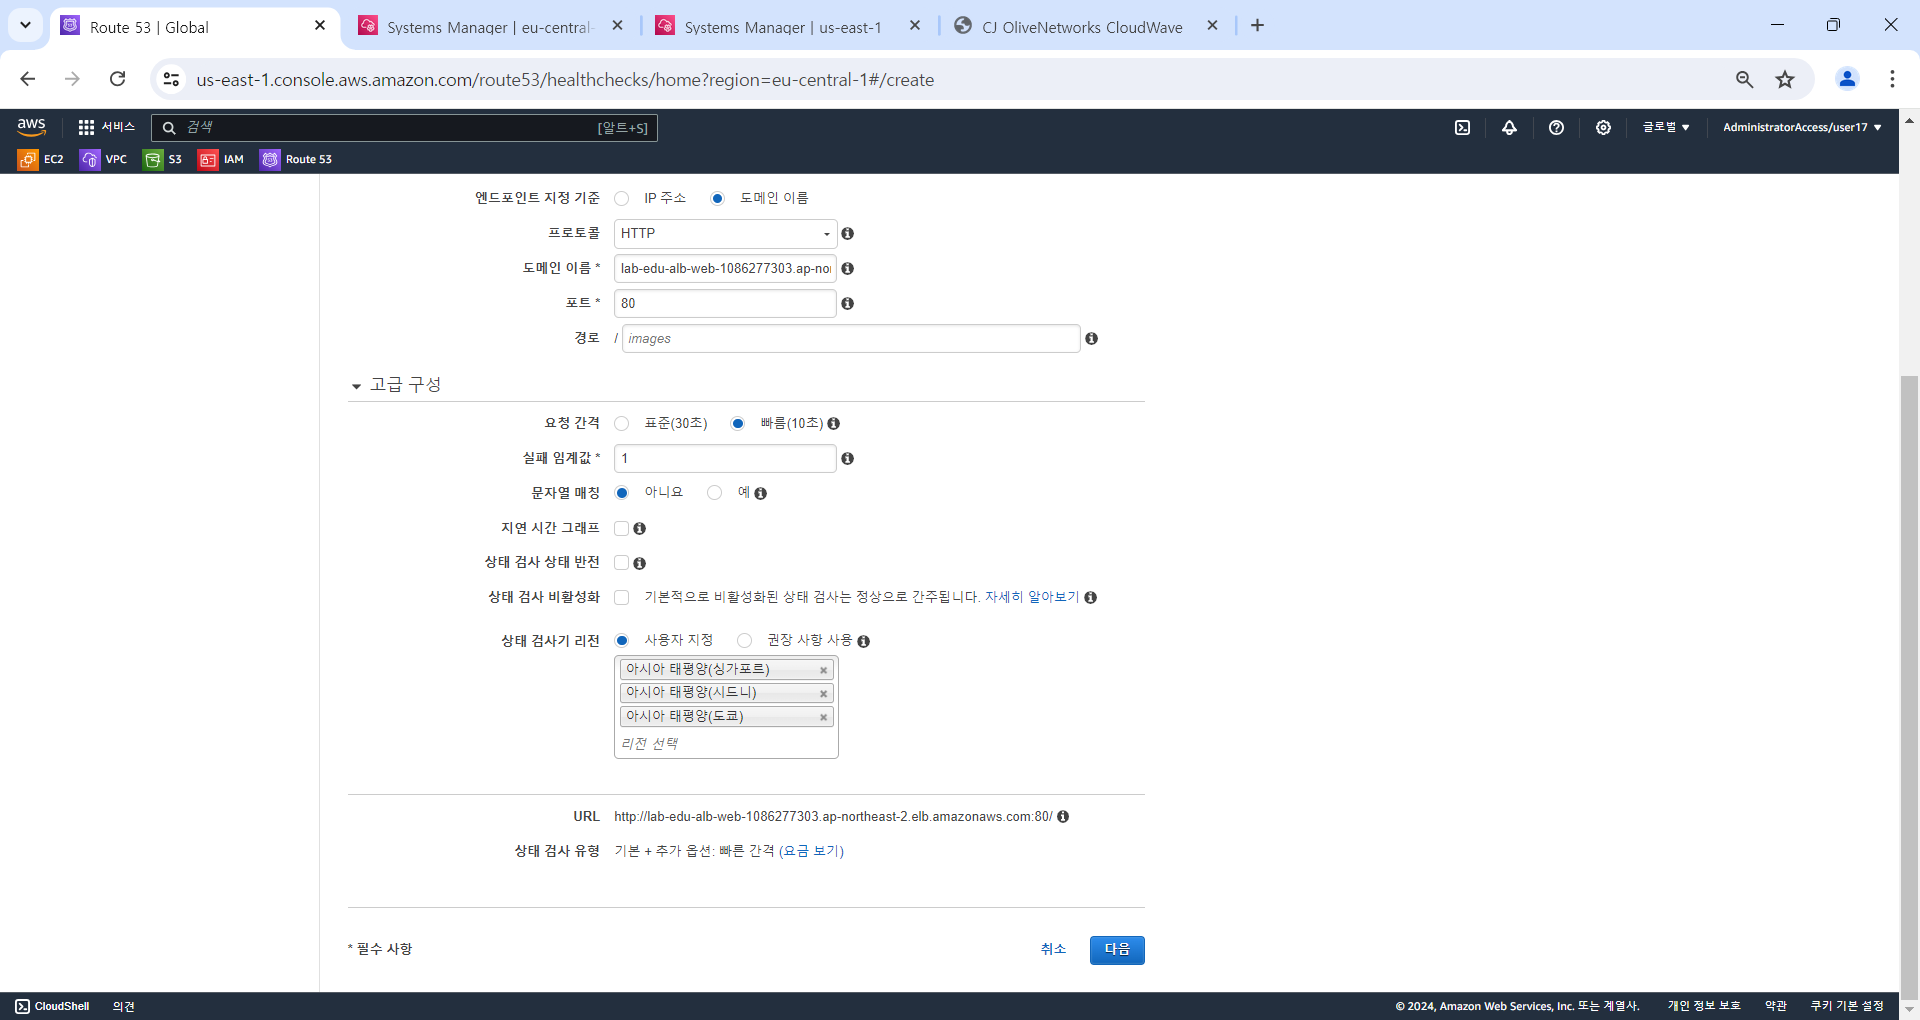 Route 53 | Global
Systems Manager | eu-central-
Systems Manager | us-east-1
CJ OliveNetworks CloudWave
us-east-1.console.aws.amazon.com/route53/healthchecks/home?region=eu-central-1#/create
aws
서비스
검색
[알트+S]
글로벌
AdministratorAccess/user17
EC2
VPC
S3
IAM
Route 53
엔드포인트 지정 기준
IP 주소
도메인 이름
프로토콜
HTTP
도메인 이름 *
lab-edu-alb-web-1086277303.ap-no
포트 *
80
경로
/
images
고급 구성
요청 간격
표준(30초)
빠름(10초)
실패 임계값 *
1
문자열 매칭
아니요
예
지연 시간 그래프
상태 검사 상태 반전
상태 검사 비활성화
기본적으로 비활성화된 상태 검사는 정상으로 간주됩니다. 자세히 알아보기
상태 검사기 리전
사용자 지정
권장 사항 사용
아시아 태평양(싱가포르)
아시아 태평양(시드니)
아시아 태평양(도쿄)
리전 선택
URL
http://lab-edu-alb-web-1086277303.ap-northeast-2.elb.amazonaws.com:80/
상태 검사 유형
기본 + 추가 옵션: 빠른 간격 (요금 보기)
* 필수 사항
취소
다음
CloudShell
의견
© 2024, Amazon Web Services, Inc. 또는 계열사.
개인 정보 보호
약관
쿠키 기본 설정